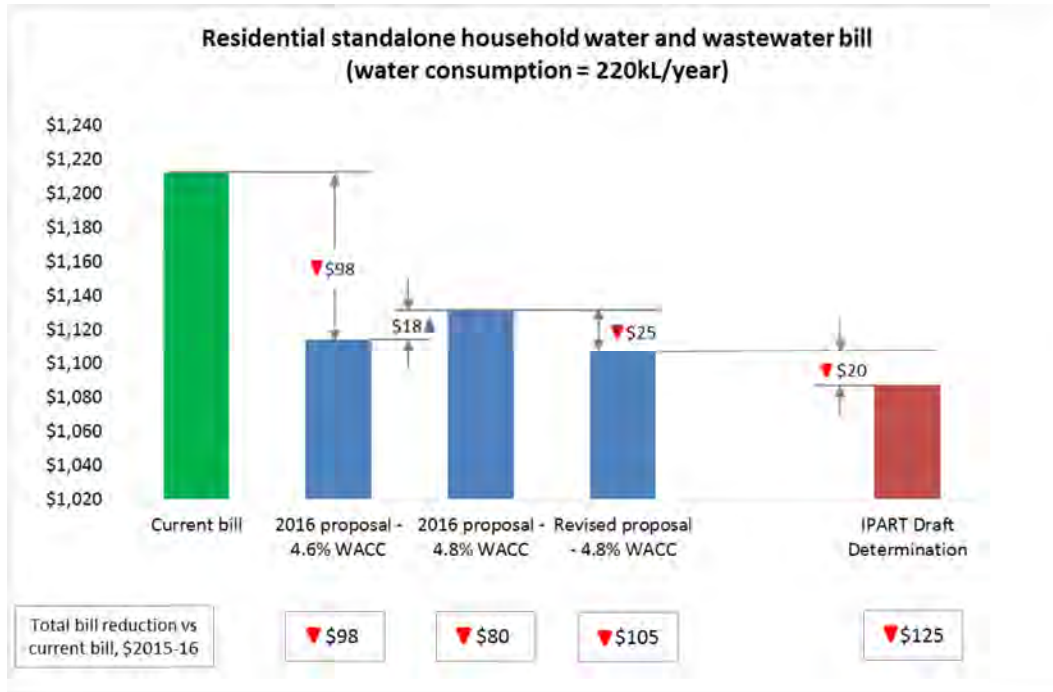 Residential standalone household water and wastewater bill
(water consumption = 220kL/year)
$1,240
$1,220
$1,200
$1,180
$1,160
$1,140
$1,120
$1,100
$1,080
$1,060
$1,040
$1,020
▼$98
$18▲
▼$25
▼$20
Current bill
2016 proposal -
4.6% WACC
2016 proposal -
4.8% WACC
Revised proposal
- 4.8% WACC
IPART Draft
Determination
Total bill reduction vs
current bill, $2015-16
▼$98
▼$80
▼$105
▼$125